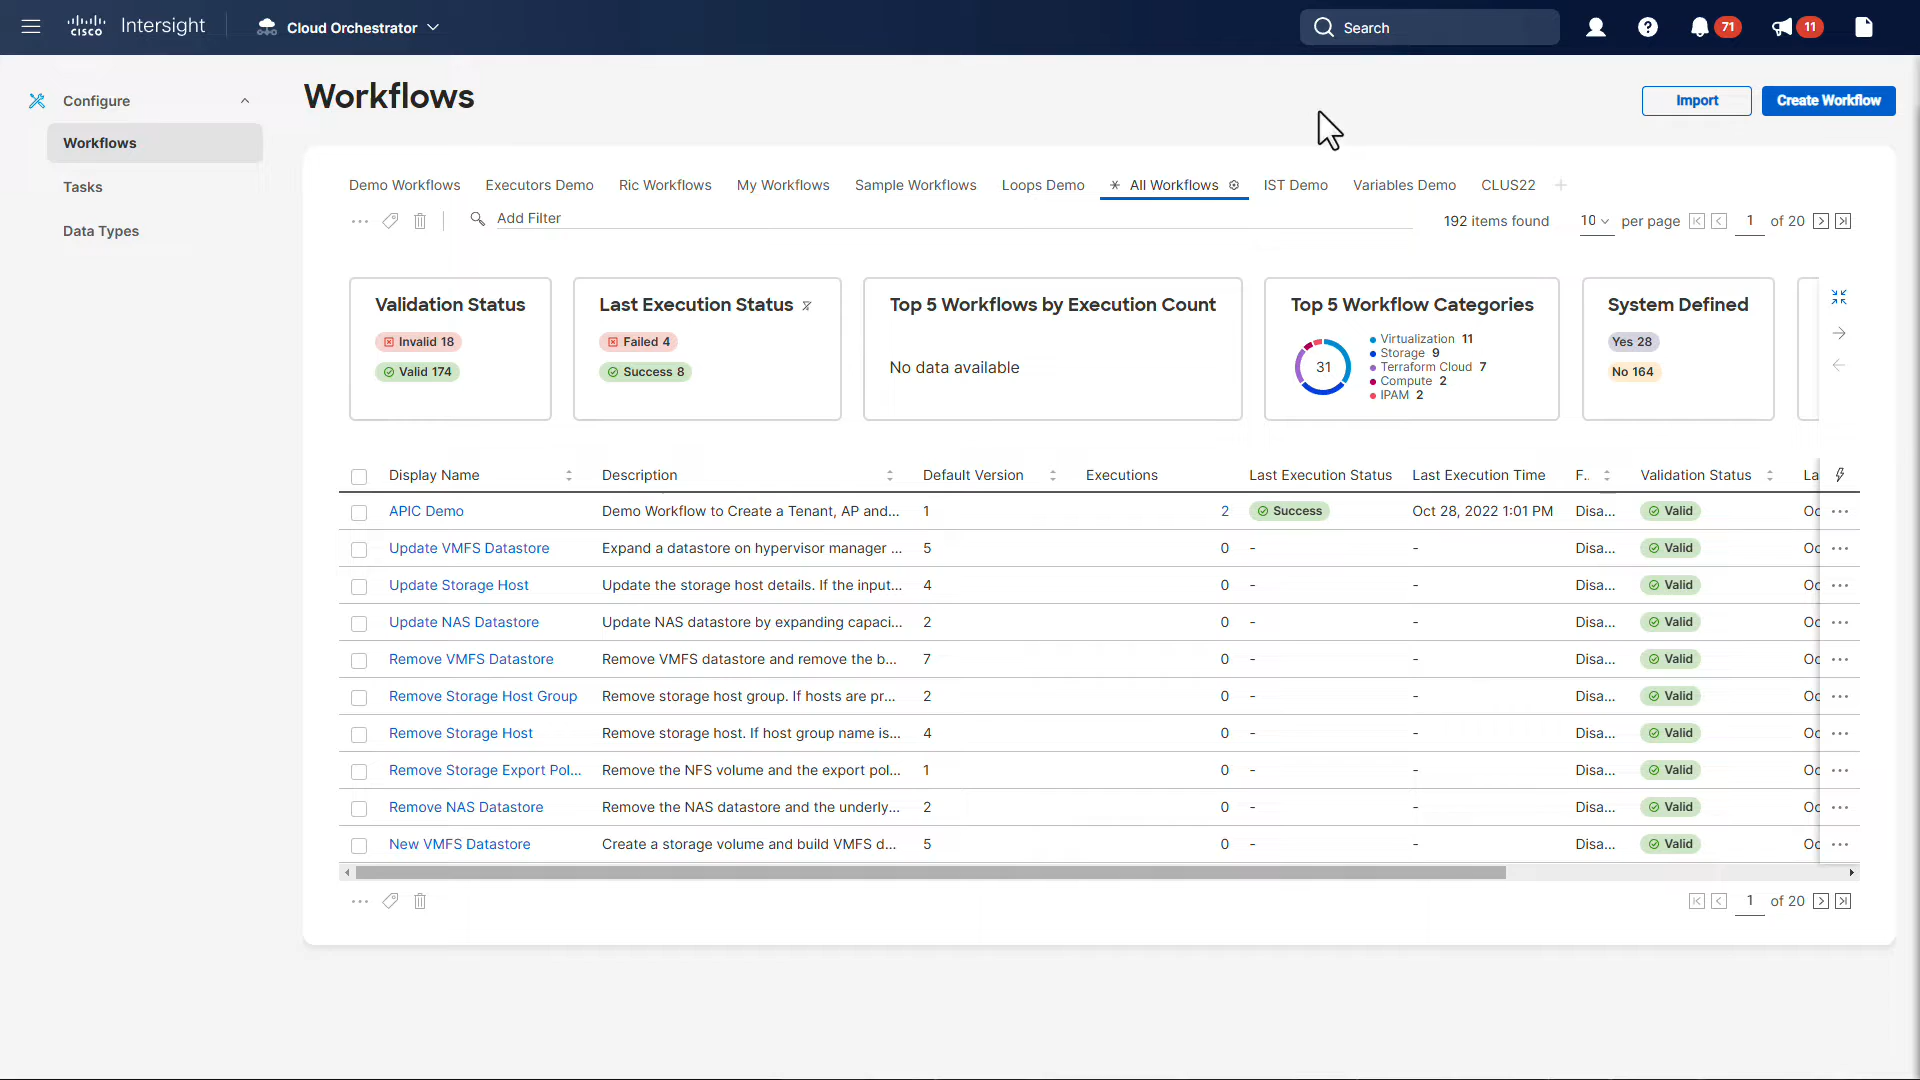 cisco Intersight Cloud Orchestrator Search 71 11
Configure
Workflows
Tasks
Data Types
Workflows
Import Create Workflow
Demo Workflows Executors Demo Ric Workflows My Workflows Sample Workflows Loops Demo All Workflows IST Demo Variables Demo CLUS22
Add Filter 192 items found 10 per page 1 of 20
Validation Status
Invalid 18
Valid 174
Last Execution Status
Failed 4
Success 8
Top 5 Workflows by Execution Count
No data available
Top 5 Workflow Categories
31
Virtualization 11
Storage 9
Terraform Cloud 7
Compute 2
IPAM 2
System Defined
Yes 28
No 164
Display Name Description Default Version Executions Last Execution Status Last Execution Time F.. Validation Status La
APIC Demo Demo Workflow to Create a Tenant, AP and... 1 2 Success Oct 28, 2022 1:01 PM Disa... Valid Oc
Update VMFS Datastore Expand a datastore on hypervisor manager ... 5 0 - - Disa... Valid Oc
Update Storage Host Update the storage host details. If the input... 4 0 - - Disa... Valid Oc
Update NAS Datastore Update NAS datastore by expanding capaci... 2 0 - - Disa... Valid Oc
Remove VMFS Datastore Remove VMFS datastore and remove the b... 7 0 - - Disa... Valid Oc
Remove Storage Host Group Remove storage host group. If hosts are pr... 2 0 - - Disa... Valid Oc
Remove Storage Host Remove storage host. If host group name is... 4 0 - - Disa... Valid Oc
Remove Storage Export Pol... Remove the NFS volume and the export pol... 1 0 - - Disa... Valid Oc
Remove NAS Datastore Remove the NAS datastore and the underly... 2 0 - - Disa... Valid Oc
New VMFS Datastore Create a storage volume and build VMFS d... 5 0 - - Disa... Valid Oc
1 of 20